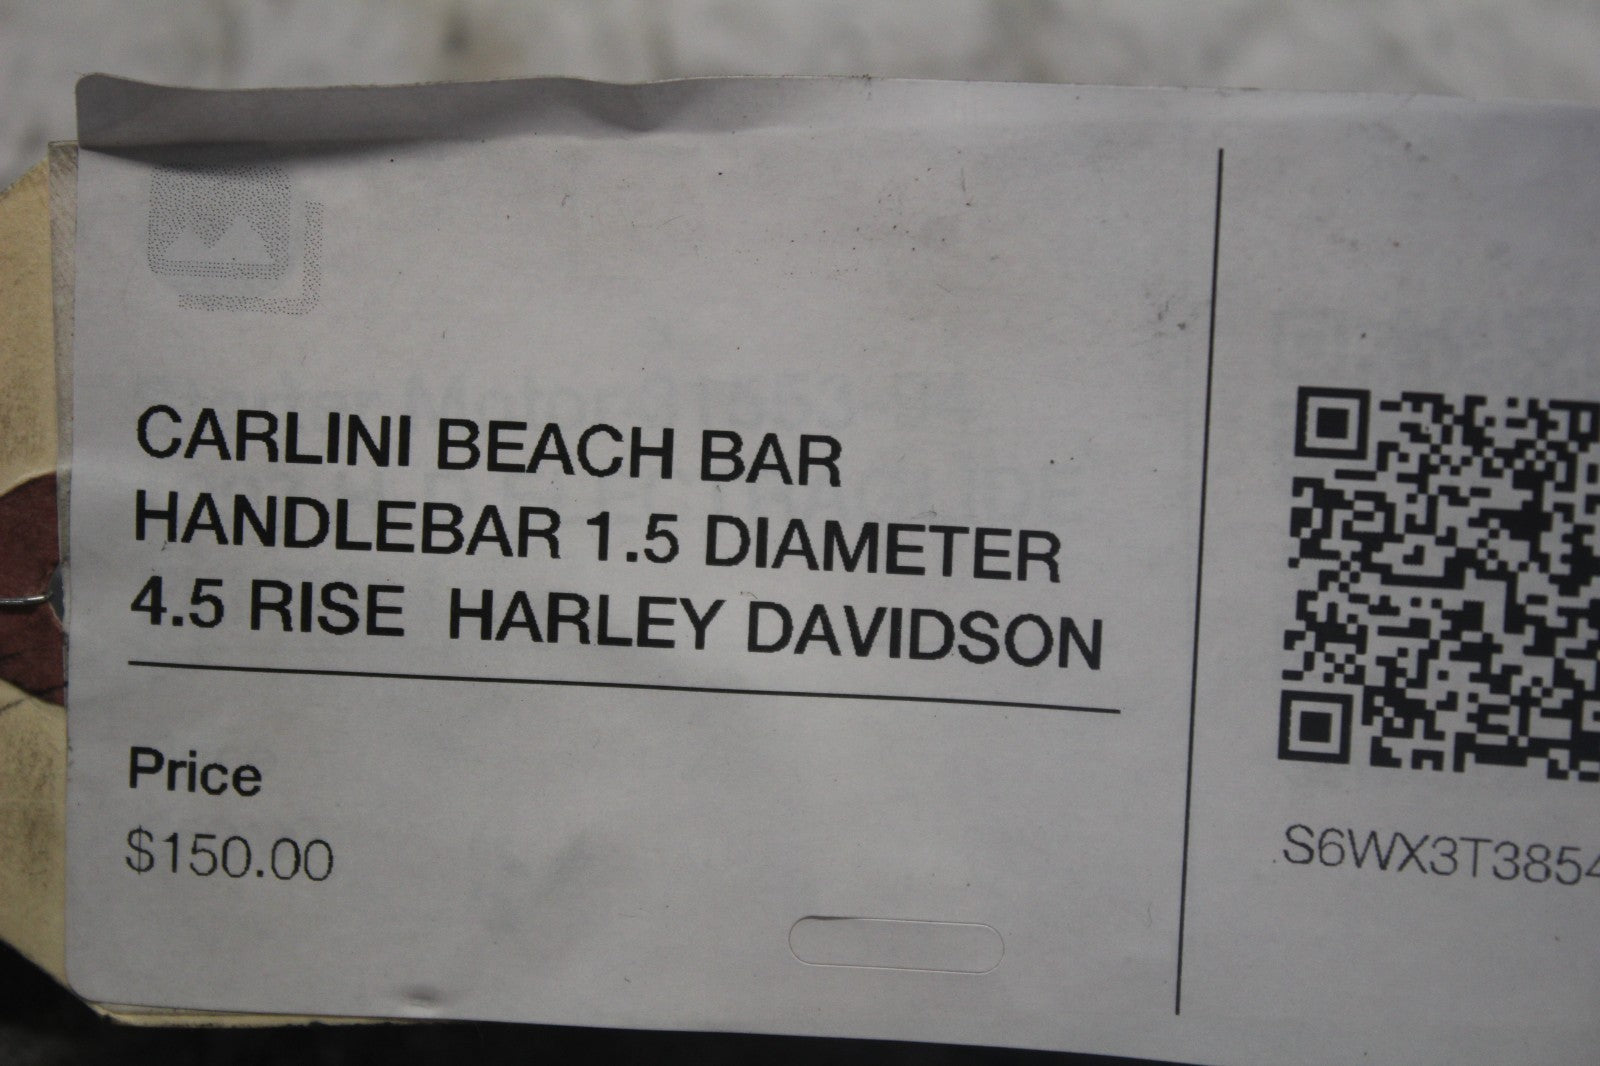 CARLINI BEACH BAR
HANDLEBAR 1.5 DIAMETER
4.5 RISE  HARLEY DAVIDSON
Price
$150.00
S6WX3T3854